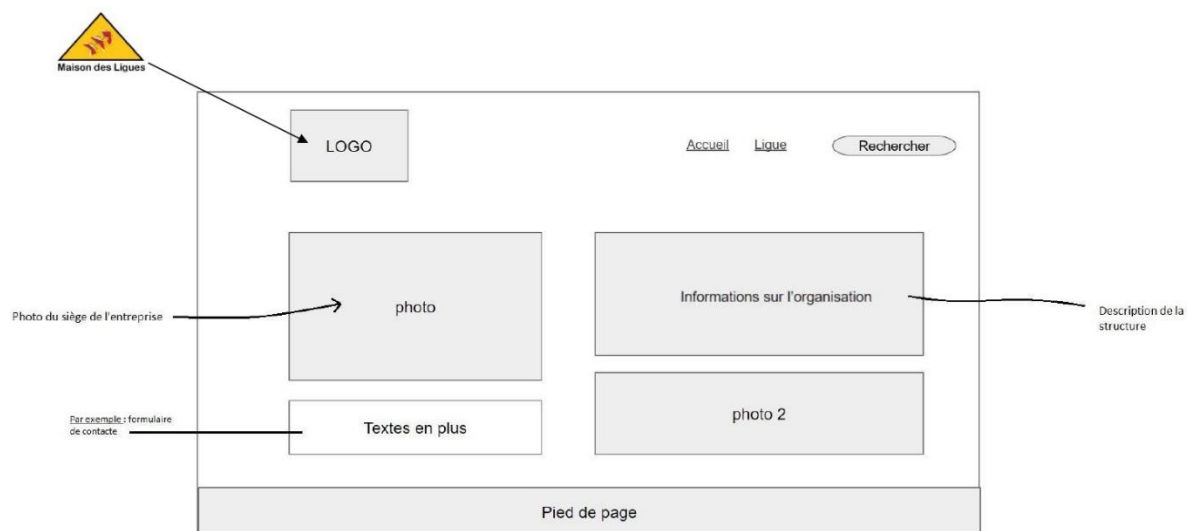 Maison des Ligues
LOGO
Accueil Ligue Rechercher
photo
Informations sur l'organisation
Photo du siège de l'entreprise
Description de la
structure
Par exemple : formulaire
de contacte
Textes en plus
photo 2
Pied de page